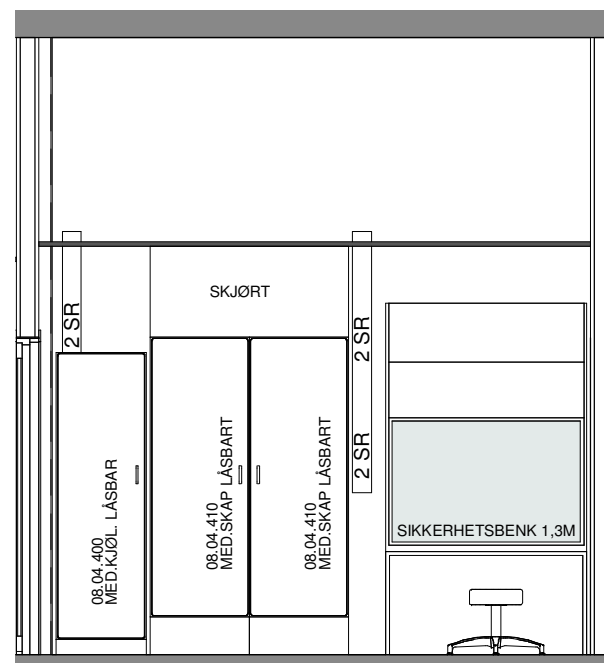 SKJØRT
2 SR
2 SR
2 SR
08.04.400
MED.KJØL. LÅSBAR
08.04.410
MED.SKAP LÅSBART
08.04.410
MED.SKAP LÅSBART
SIKKERHETSBENK 1,3M